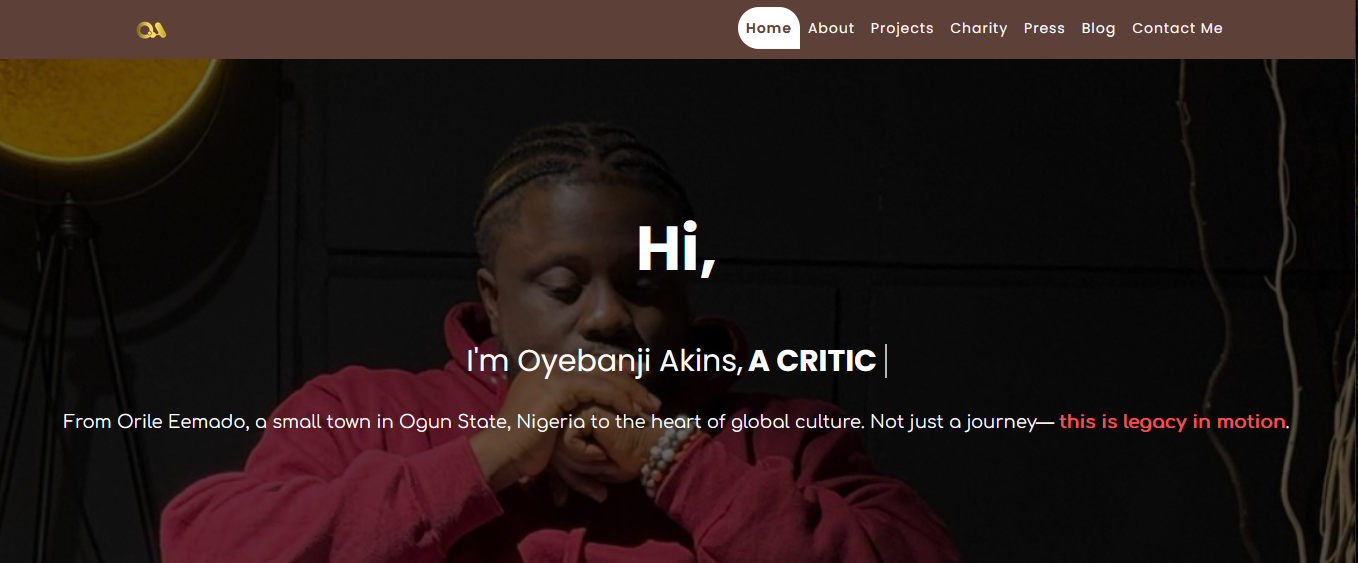 OA
Home About Projects Charity Press Blog Contact Me
Hi,
I'm Oyebanji Akins, A CRITIC
From Orile Eemado, a small town in Ogun State, Nigeria to the heart of global culture. Not just a journey— this is legacy in motion.